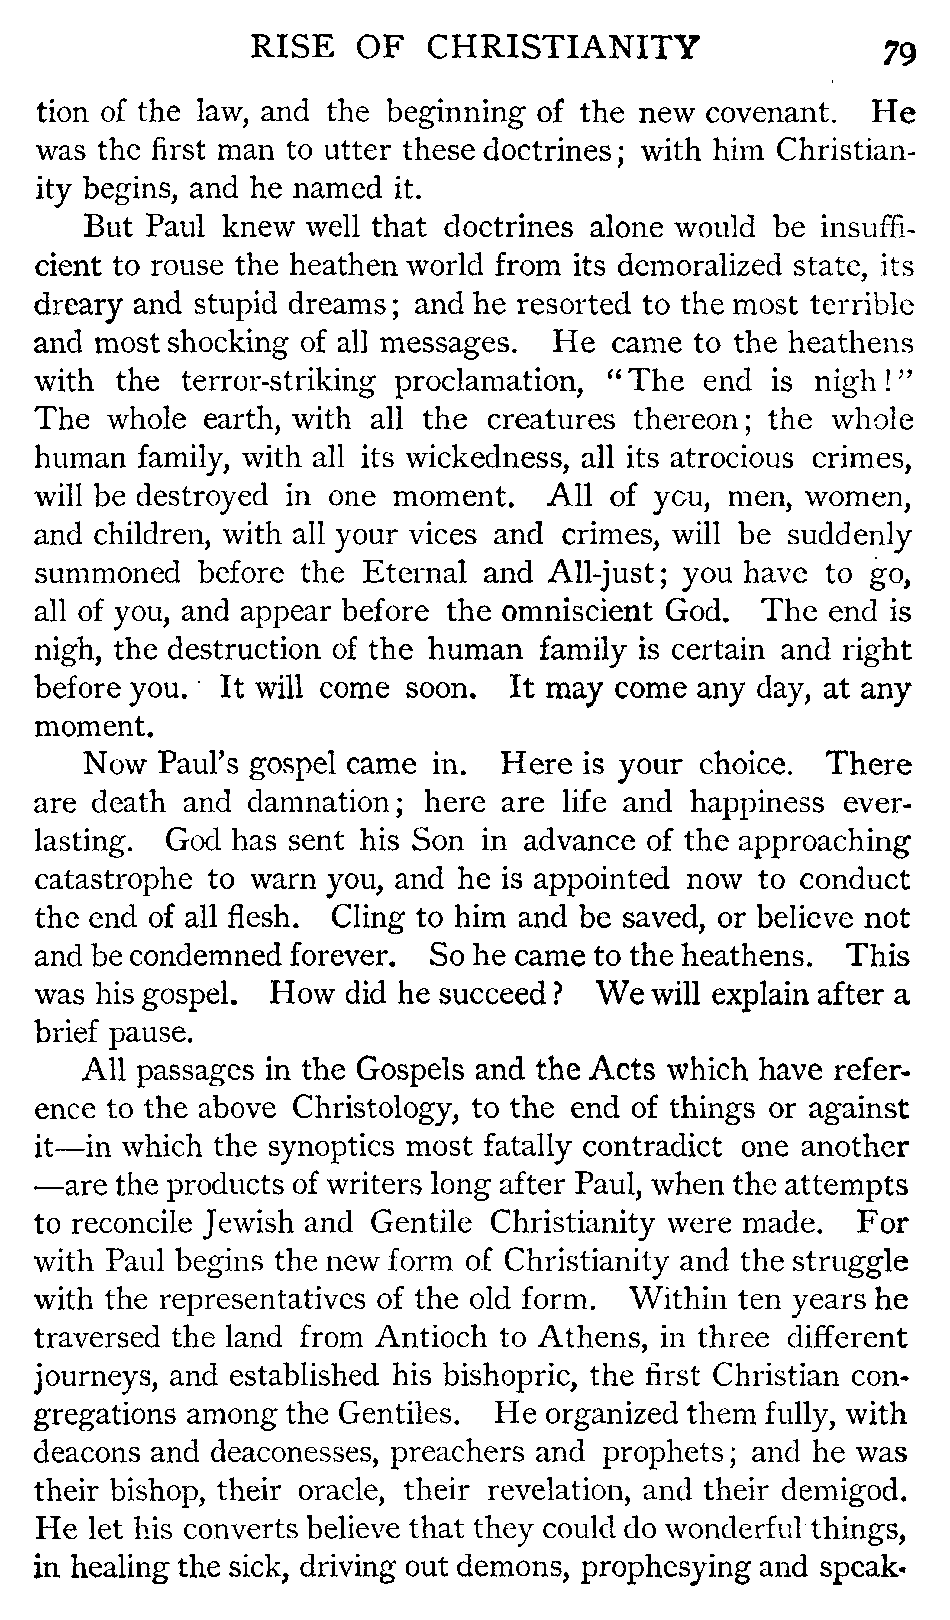 RISE OF CHRISTIANITY 79
tion of the law, and the beginning of the new covenant. He
was the first man to utter these doctrines; with him Christian-
ity begins, and he named it.
But Paul knew well that doctrines alone would be insuffi-
cient to rouse the heathen world from its demoralized state, its
dreary and stupid dreams; and he resorted to the most terrible
and most shocking of all messages. He came to the heathens
with the terror-striking proclamation, "The end is nigh!"
The whole earth, with all the creatures thereon; the whole
human family, with all its wickedness, all its atrocious crimes,
will be destroyed in one moment. All of you, men, women,
and children, with all your vices and crimes, will be suddenly
summoned before the Eternal and All-just; you have to go,
all of you, and appear before the omniscient God. The end is
nigh, the destruction of the human family is certain and right
before you. It will come soon. It may come any day, at any
moment.
Now Paul's gospel came in. Here is your choice. There
are death and damnation; here are life and happiness ever-
lasting. God has sent his Son in advance of the approaching
catastrophe to warn you, and he is appointed now to conduct
the end of all flesh. Cling to him and be saved, or believe not
and be condemned forever. So he came to the heathens. This
was his gospel. How did he succeed? We will explain after a
brief pause.
All passages in the Gospels and the Acts which have refer-
ence to the above Christology, to the end of things or against
it—in which the synoptics most fatally contradict one another
—are the products of writers long after Paul, when the attempts
to reconcile Jewish and Gentile Christianity were made. For
with Paul begins the new form of Christianity and the struggle
with the representatives of the old form. Within ten years he
traversed the land from Antioch to Athens, in three different
journeys, and established his bishopric, the first Christian con-
gregations among the Gentiles. He organized them fully, with
deacons and deaconesses, preachers and prophets; and he was
their bishop, their oracle, their revelation, and their demigod.
He let his converts believe that they could do wonderful things,
in healing the sick, driving out demons, prophesying and speak-